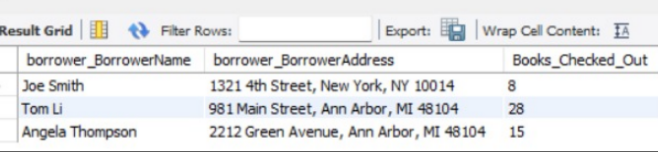 Result Grid Filter Rows: Export: Wrap Cell Content: IA
borrower_BorrowerName borrower_BorrowerAddress Books_Checked_Out
Joe Smith 1321 4th Street, New York, NY 10014 8
Tom Li 981 Main Street, Ann Arbor, MI 48104 28
Angela Thompson 2212 Green Avenue, Ann Arbor, MI 48104 15